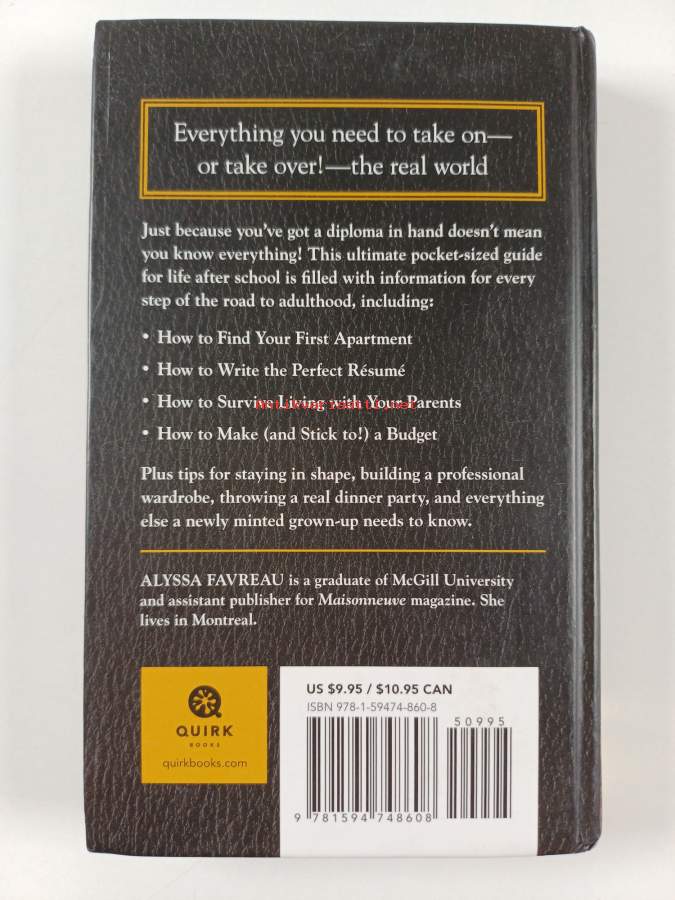 Everything you need to take on—
or take over!—the real world
Just because you've got a diploma in hand doesn't mean
you know everything! This ultimate pocket-sized guide
for life after school is filled with information for every
step of the road to adulthood, including:
• How to Find Your First Apartment
• How to Write the Perfect Résumé
• How to Survive Living with Your Parents
• How to Make (and Stick to!) a Budget
Plus tips for staying in shape, building a professional
wardrobe, throwing a real dinner party, and everything
else a newly minted grown-up needs to know.
ALYSSA FAVREAU is a graduate of McGill University
and assistant publisher for Maisonneuve magazine. She
lives in Montreal.
QUIRK
BOOKS
quirkbooks.com
US $9.95 / $10.95 CAN
ISBN 978-1-59474-860-8
50995
9 781594 748608